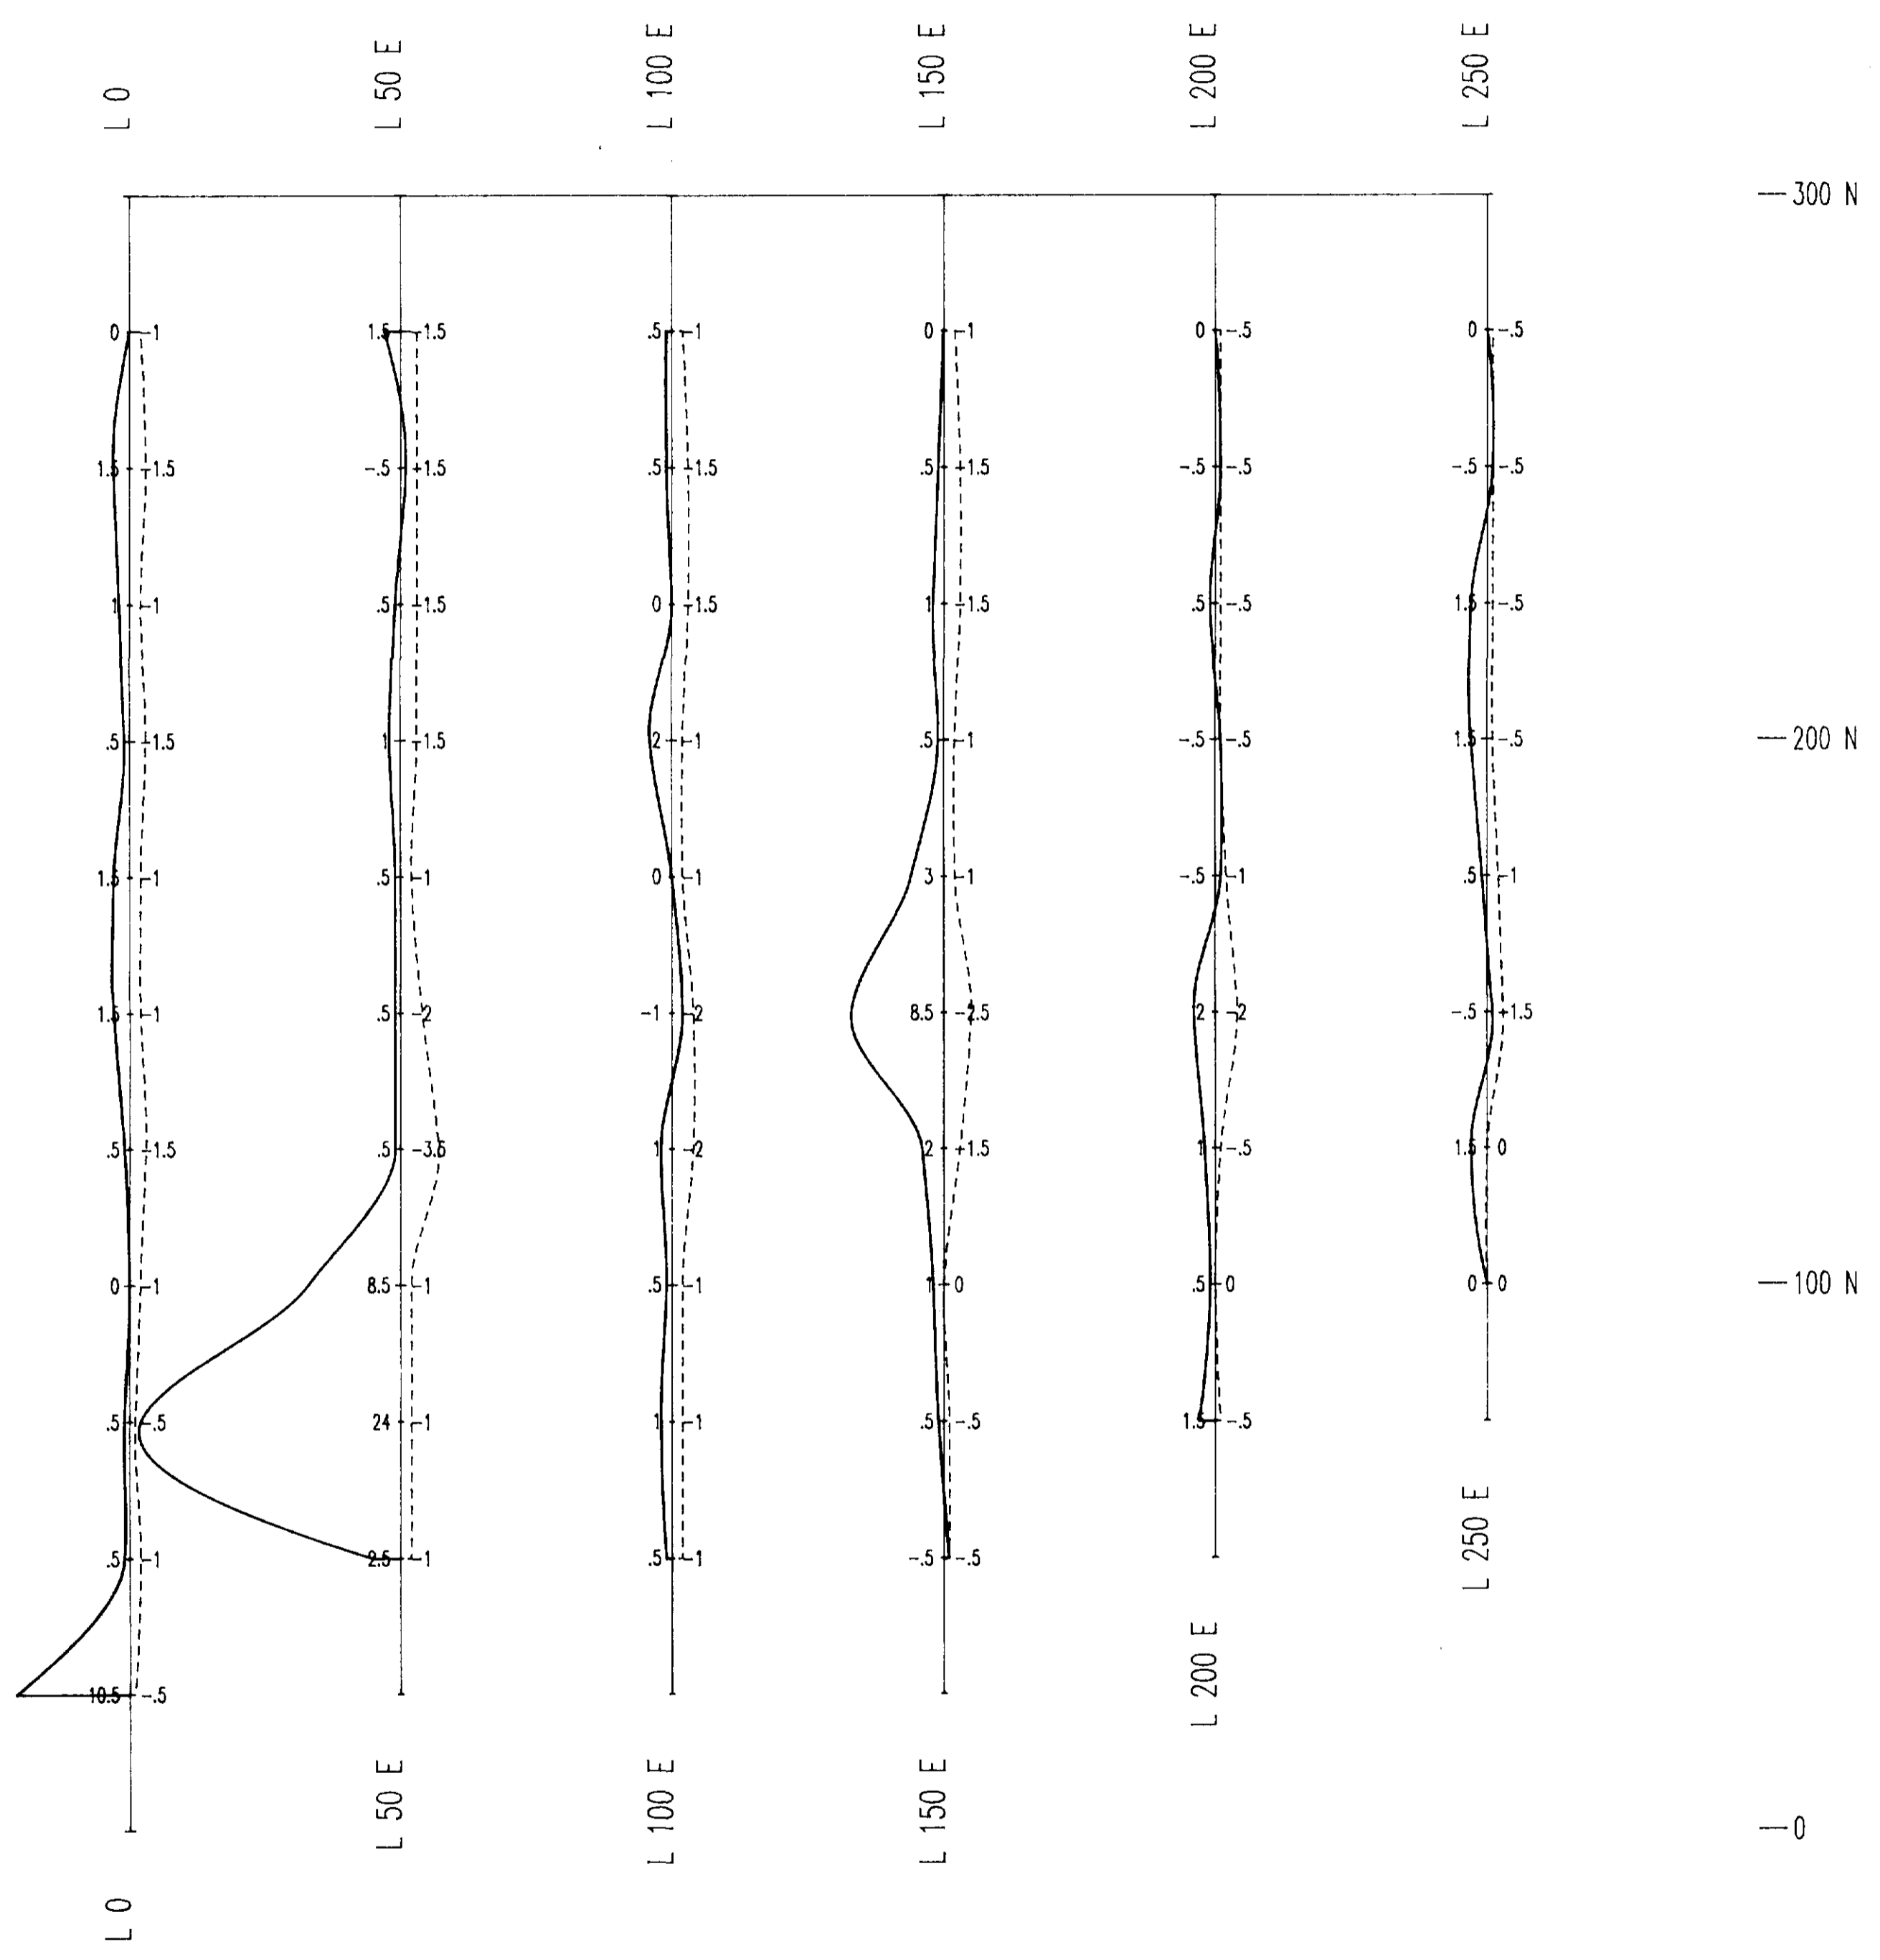 L 0 L 50 E L 100 E L 150 E L 200 E L 250 E
300 N
0 -1 1.5 -1.5 .5 -1 0 -1 0 -.5 0 -.5
1.5 -1.5 -.5 -1.5 .5 -1.5 .5 -1.5 -.5 -.5 -.5 -.5
1 -1 .5 -1.5 0 -1.5 1 -1.5 .5 -.5 1.5 -.5
.5 -1.5 1 -1.5 2 -1 .5 -1 -.5 -.5 1.5 -.5 200 N
1.5 -1 .5 -1 0 -1 3 -1 -.5 -1 .5 -1
1.5 -1 .5 -2 -1 -2 8.5 -2.5 2 -2 -.5 -1.5
.5 -1.5 .5 -3.5 1 -2 2 -1.5 1 -.5 1.5 0
0 -1 8.5 -1 .5 -1 1 0 .5 0 0 0 100 N
.5 -.5 24 -1 1 -1 .5 -.5 1.5 -.5
.5 -1 2.5 -1 .5 -1 -.5 -.5 L 250 E
10.5 -.5 L 200 E
L 50 E L 100 E L 150 E 0
L 0